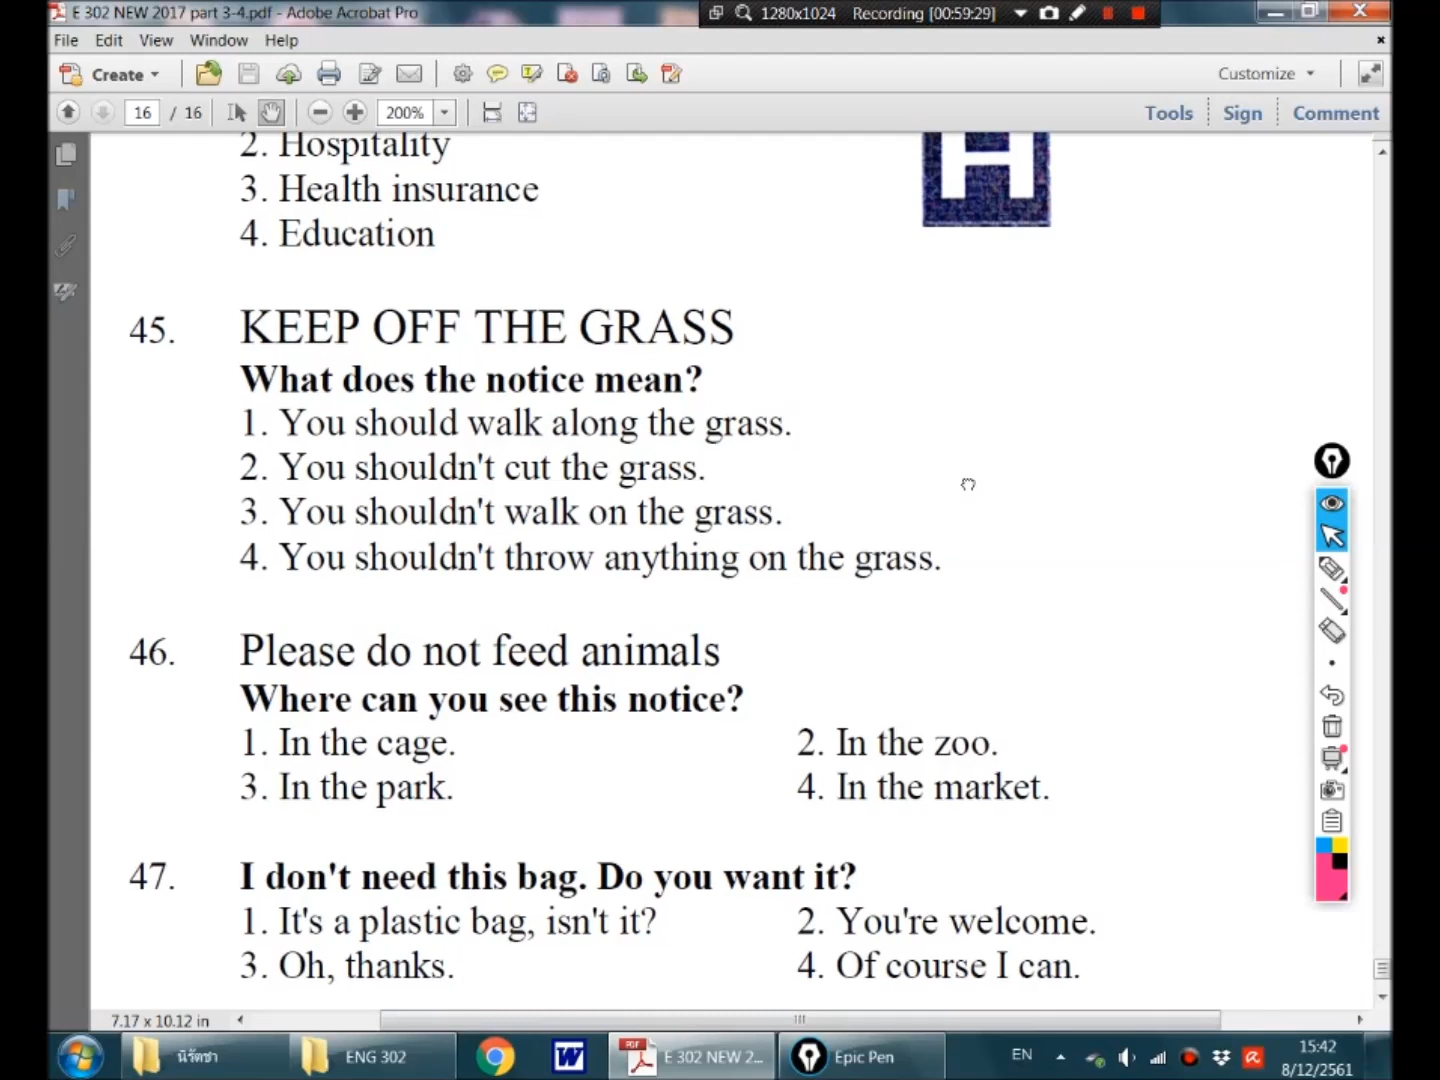 E 302 NEW 2017 part 3-4.pdf - Adobe Acrobat Pro
1280x1024 Recording [00:59:29]
File Edit View Window Help
Create
Customize
16 / 16
200%
Tools Sign Comment
2. Hospitality
H
3. Health insurance
4. Education
45. KEEP OFF THE GRASS
What does the notice mean?
1. You should walk along the grass.
2. You shouldn't cut the grass.
3. You shouldn't walk on the grass.
4. You shouldn't throw anything on the grass.
46. Please do not feed animals
Where can you see this notice?
1. In the cage. 2. In the zoo.
3. In the park. 4. In the market.
47. I don't need this bag. Do you want it?
1. It's a plastic bag, isn't it? 2. You're welcome.
3. Oh, thanks. 4. Of course I can.
7.17 x 10.12 in
นิรัตชา ENG 302 E 302 NEW 2... Epic Pen EN 15:42
8/12/2561